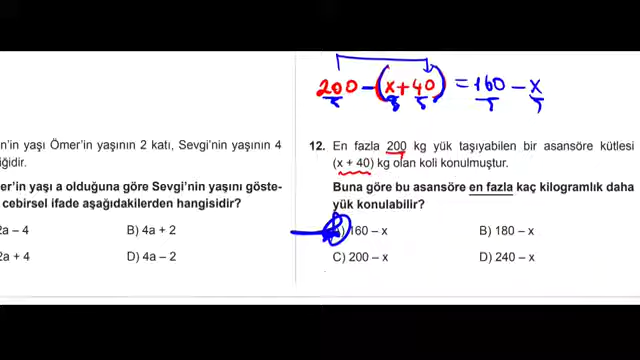 200 - (x + 40) = 160 - x
n'in yaşı Ömer'in yaşının 2 katı, Sevgi'nin yaşının 4
ğidir.
er'in yaşı a olduğuna göre Sevgi'nin yaşını göste-
cebirsel ifade aşağıdakilerden hangisidir?
2a – 4 B) 4a + 2
2a + 4 D) 4a – 2
12. En fazla 200 kg yük taşıyabilen bir asansöre kütlesi
(x + 40) kg olan koli konulmuştur.
Buna göre bu asansöre en fazla kaç kilogramlık daha
yük konulabilir?
A) 160 – x B) 180 – x
C) 200 – x D) 240 – x